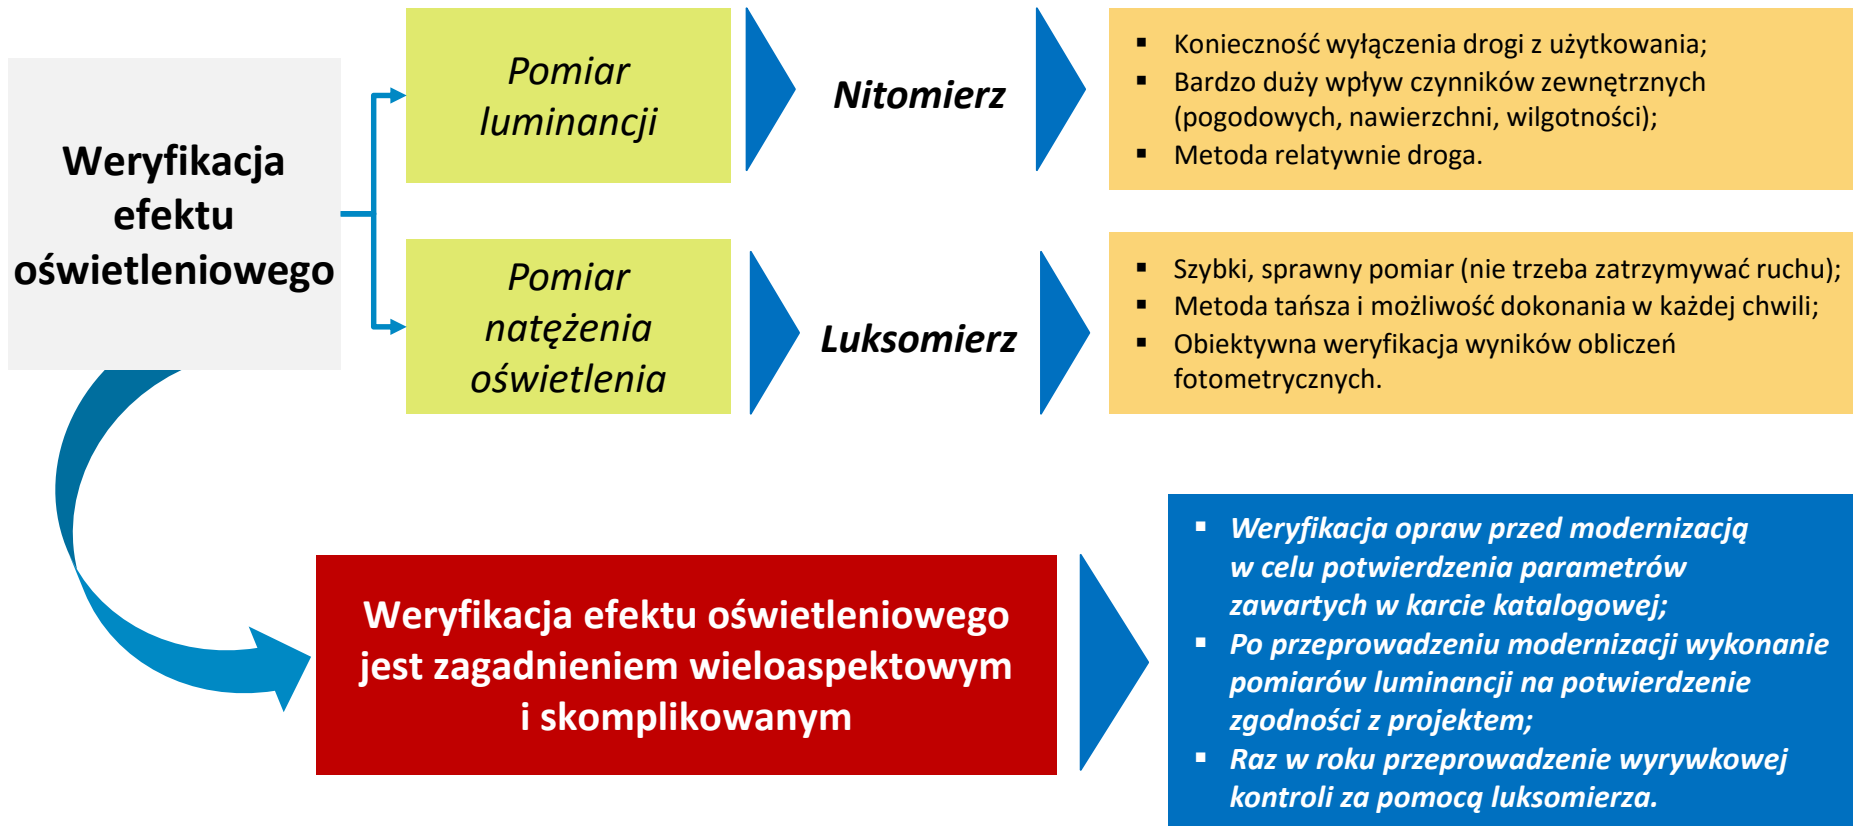 Weryfikacja
efektu
oświetleniowego
Pomiar
luminancji
Nitomierz
▪ Konieczność wyłączenia drogi z użytkowania;
▪ Bardzo duży wpływ czynników zewnętrznych
(pogodowych, nawierzchni, wilgotności);
▪ Metoda relatywnie droga.
Pomiar
natężenia
oświetlenia
Luksomierz
▪ Szybki, sprawny pomiar (nie trzeba zatrzymywać ruchu);
▪ Metoda tańsza i możliwość dokonania w każdej chwili;
▪ Obiektywna weryfikacja wyników obliczeń
fotometrycznych.
Weryfikacja efektu oświetleniowego
jest zagadnieniem wieloaspektowym
i skomplikowanym
▪ Weryfikacja opraw przed modernizacją
w celu potwierdzenia parametrów
zawartych w karcie katalogowej;
▪ Po przeprowadzeniu modernizacji wykonanie
pomiarów luminancji na potwierdzenie
zgodności z projektem;
▪ Raz w roku przeprowadzenie wyrywkowej
kontroli za pomocą luksomierza.